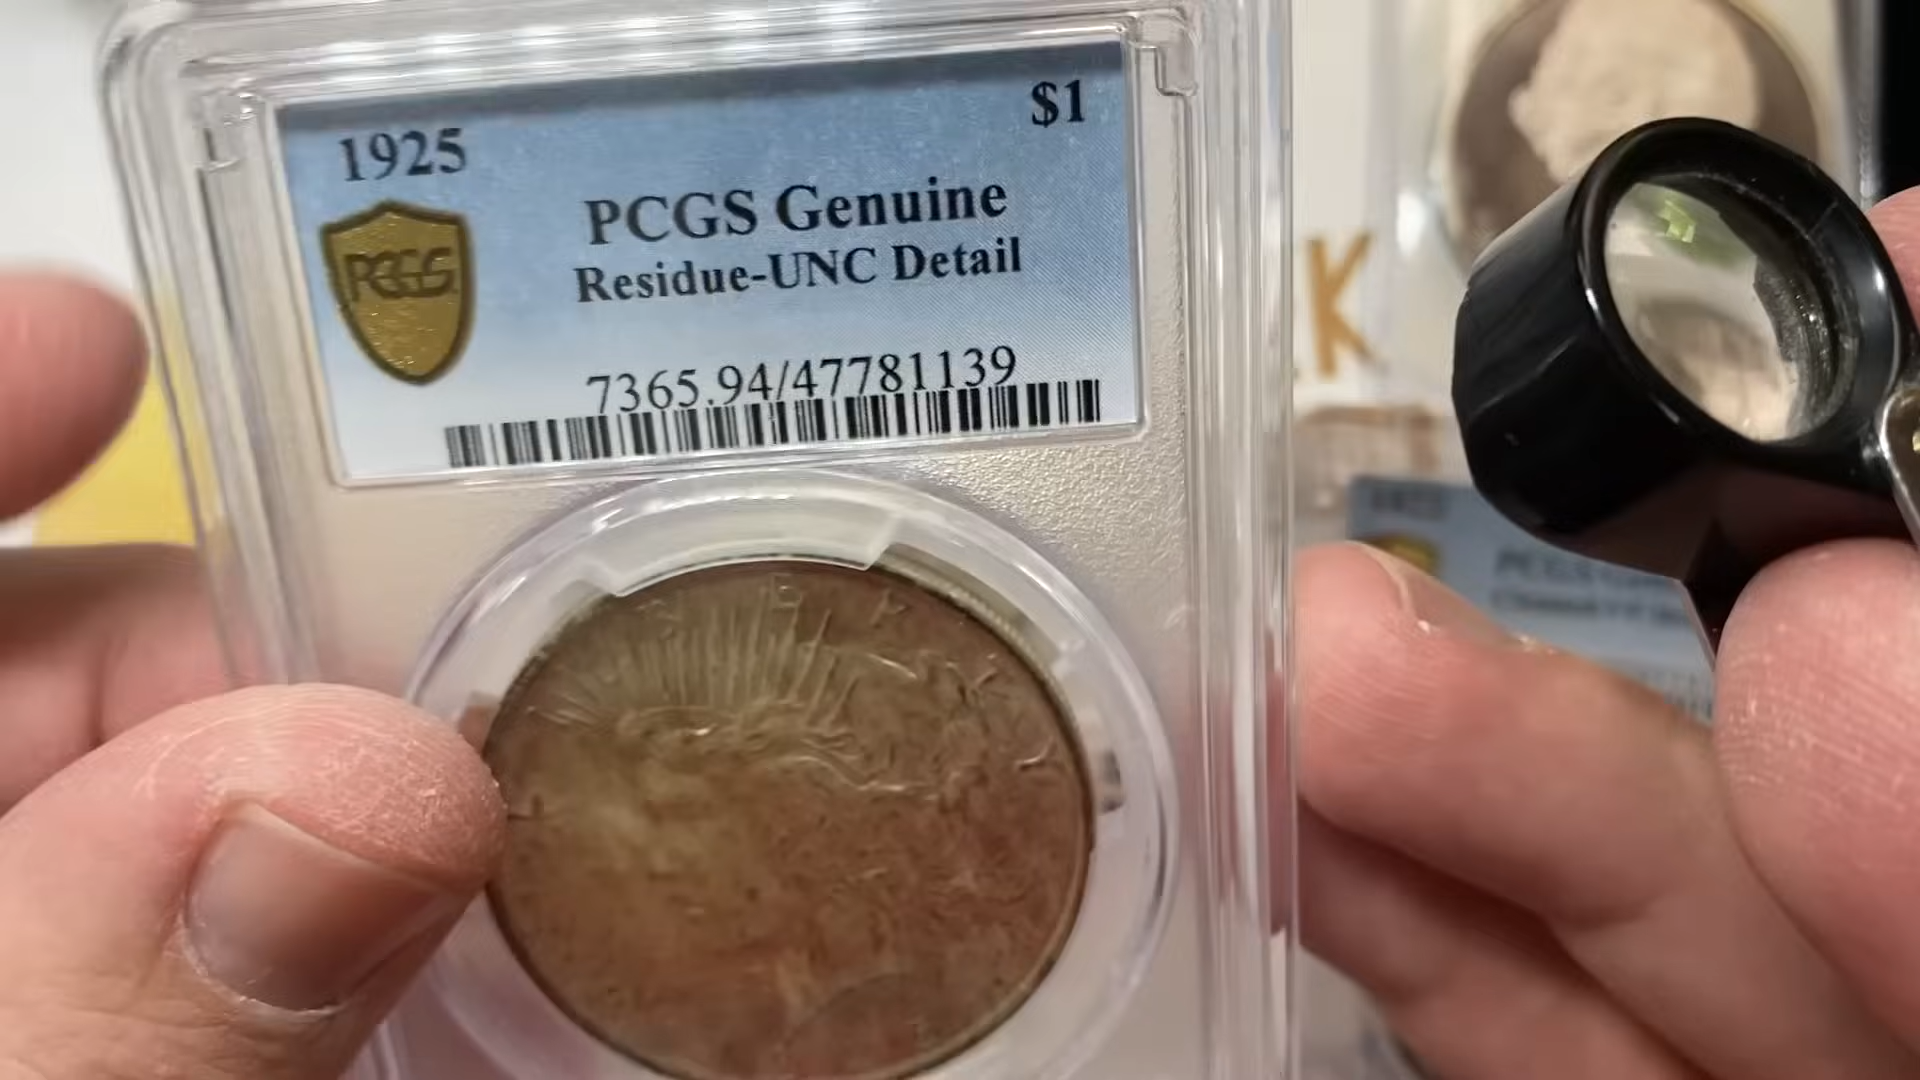 1925
$1
PCGS
PCGS Genuine
Residue-UNC Detail
7365.94/47781139
K